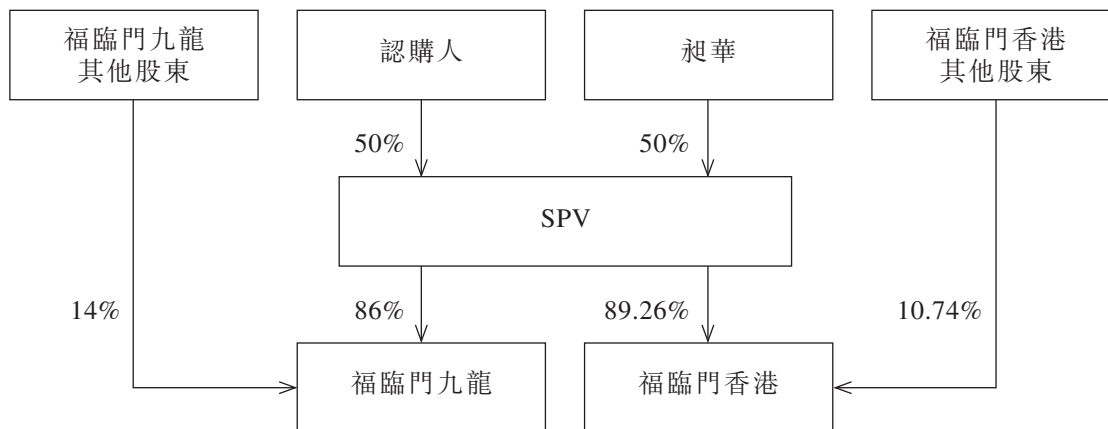 福臨門九龍
其他股東
認購人
昶華
福臨門香港
其他股東
50%
50%
SPV
14%
86%
89.26%
10.74%
福臨門九龍
福臨門香港